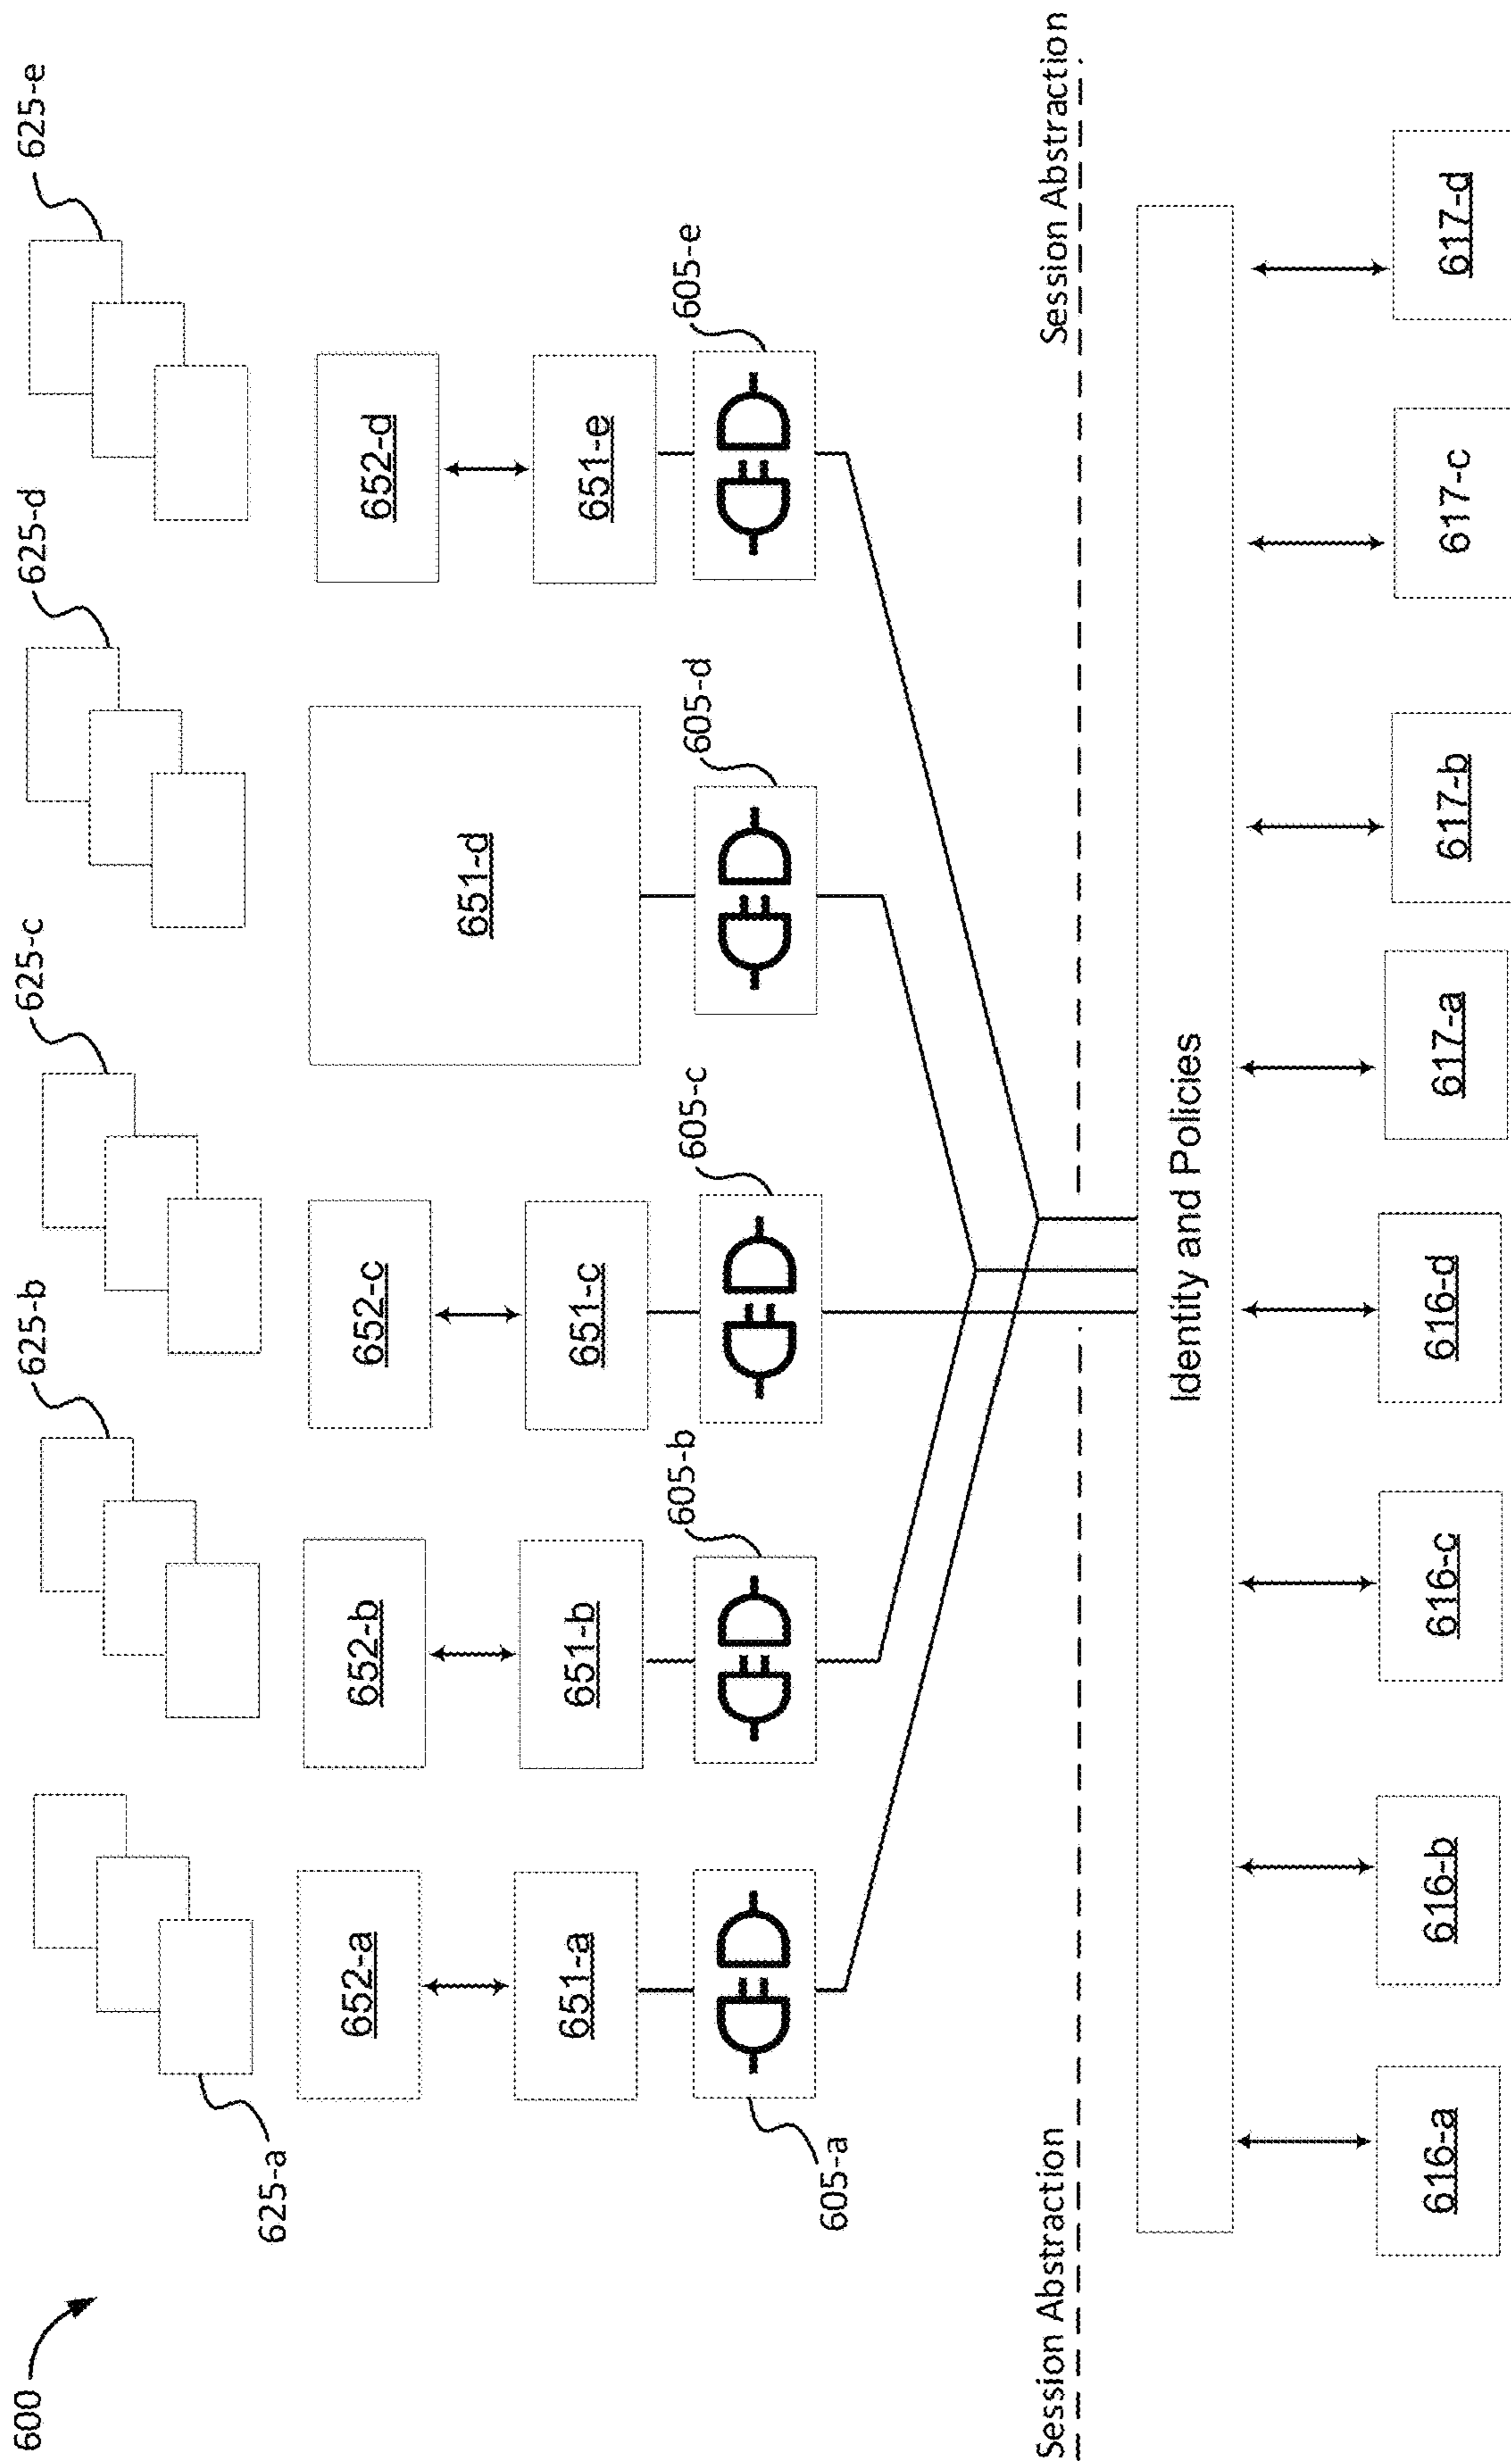 600
625-a
625-b
625-c
625-d
625-e
652-a
652-b
652-c
652-d
651-a
651-b
651-c
651-d
651-e
605-a
605-b
605-c
605-d
605-e
Session Abstraction
Session Abstraction
Identity and Policies
616-a
616-b
616-c
616-d
617-a
617-b
617-c
617-d